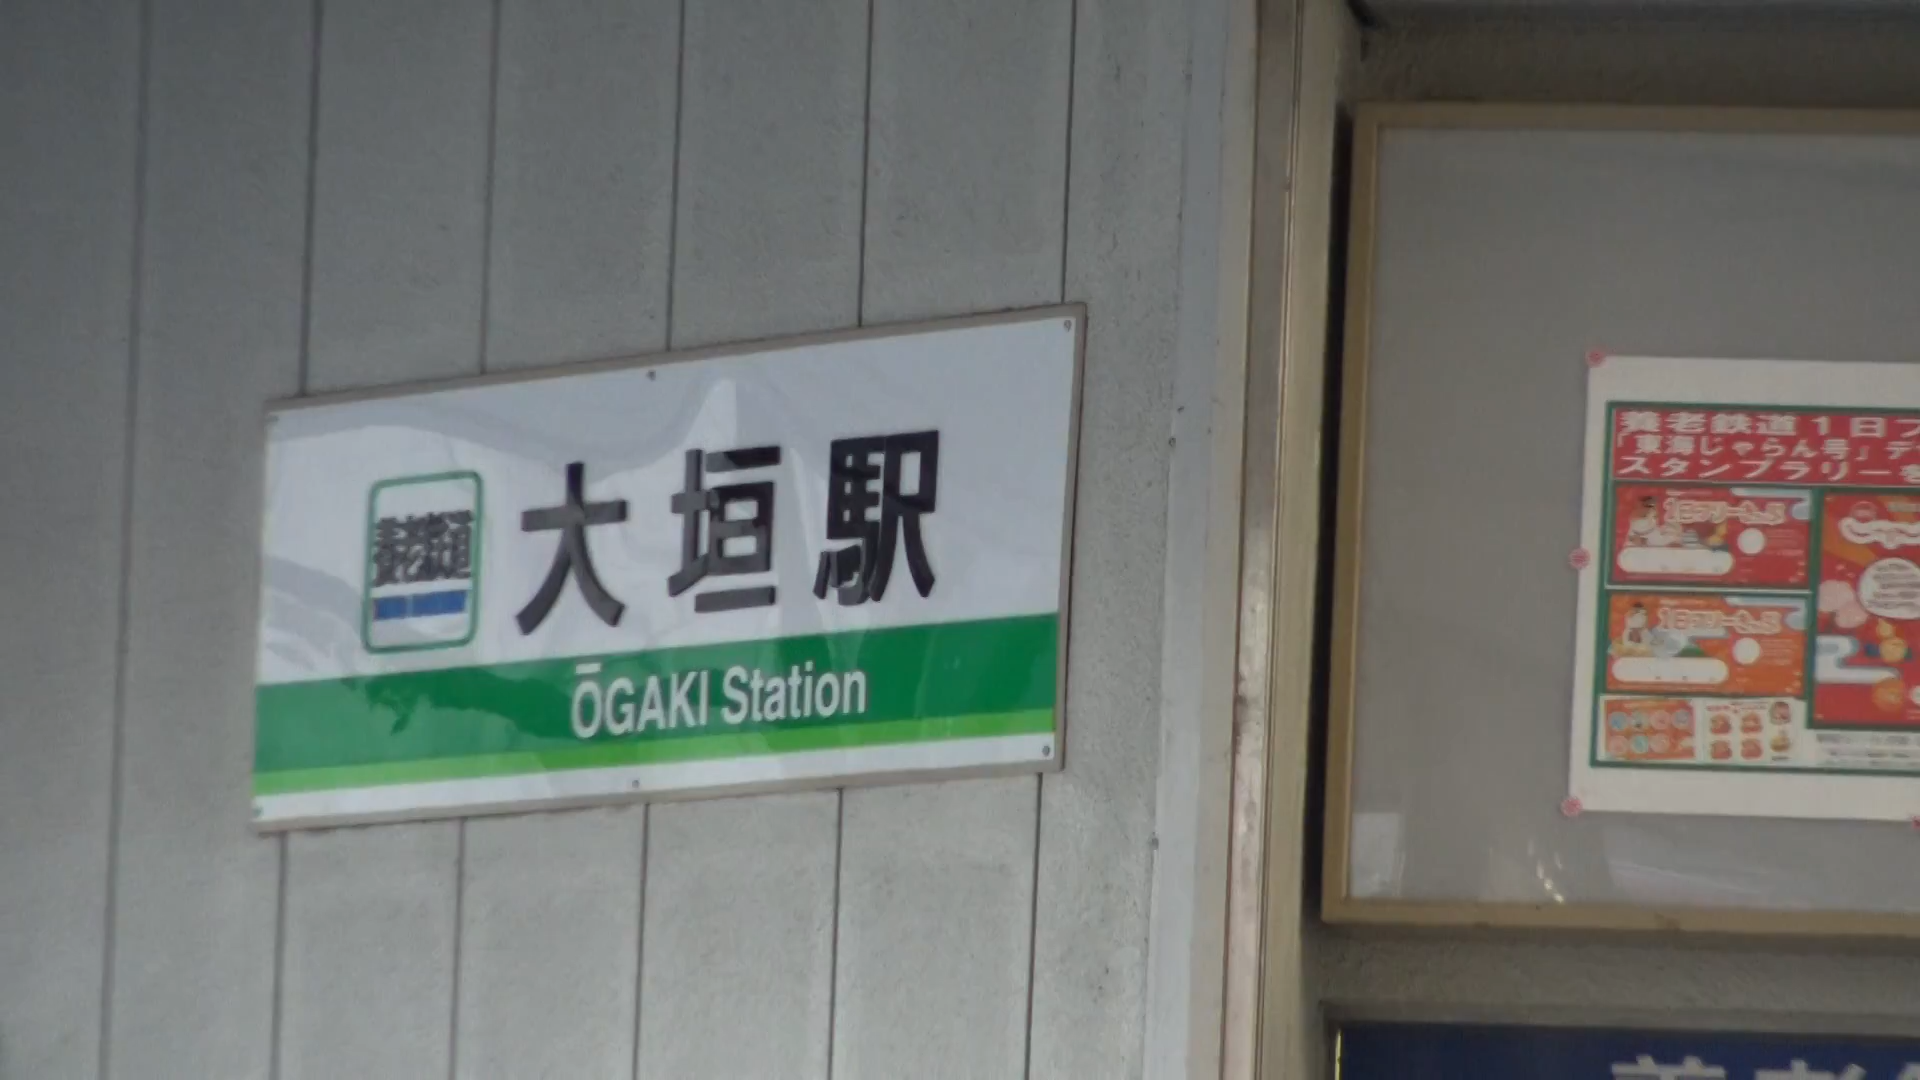 養老鉄道
大垣駅
ŌGAKI Station
養老鉄道1日フ
「東海じゃらん号」デ
スタンプラリーを
1日フリーきっぷ
1日フリーきっぷ
養老